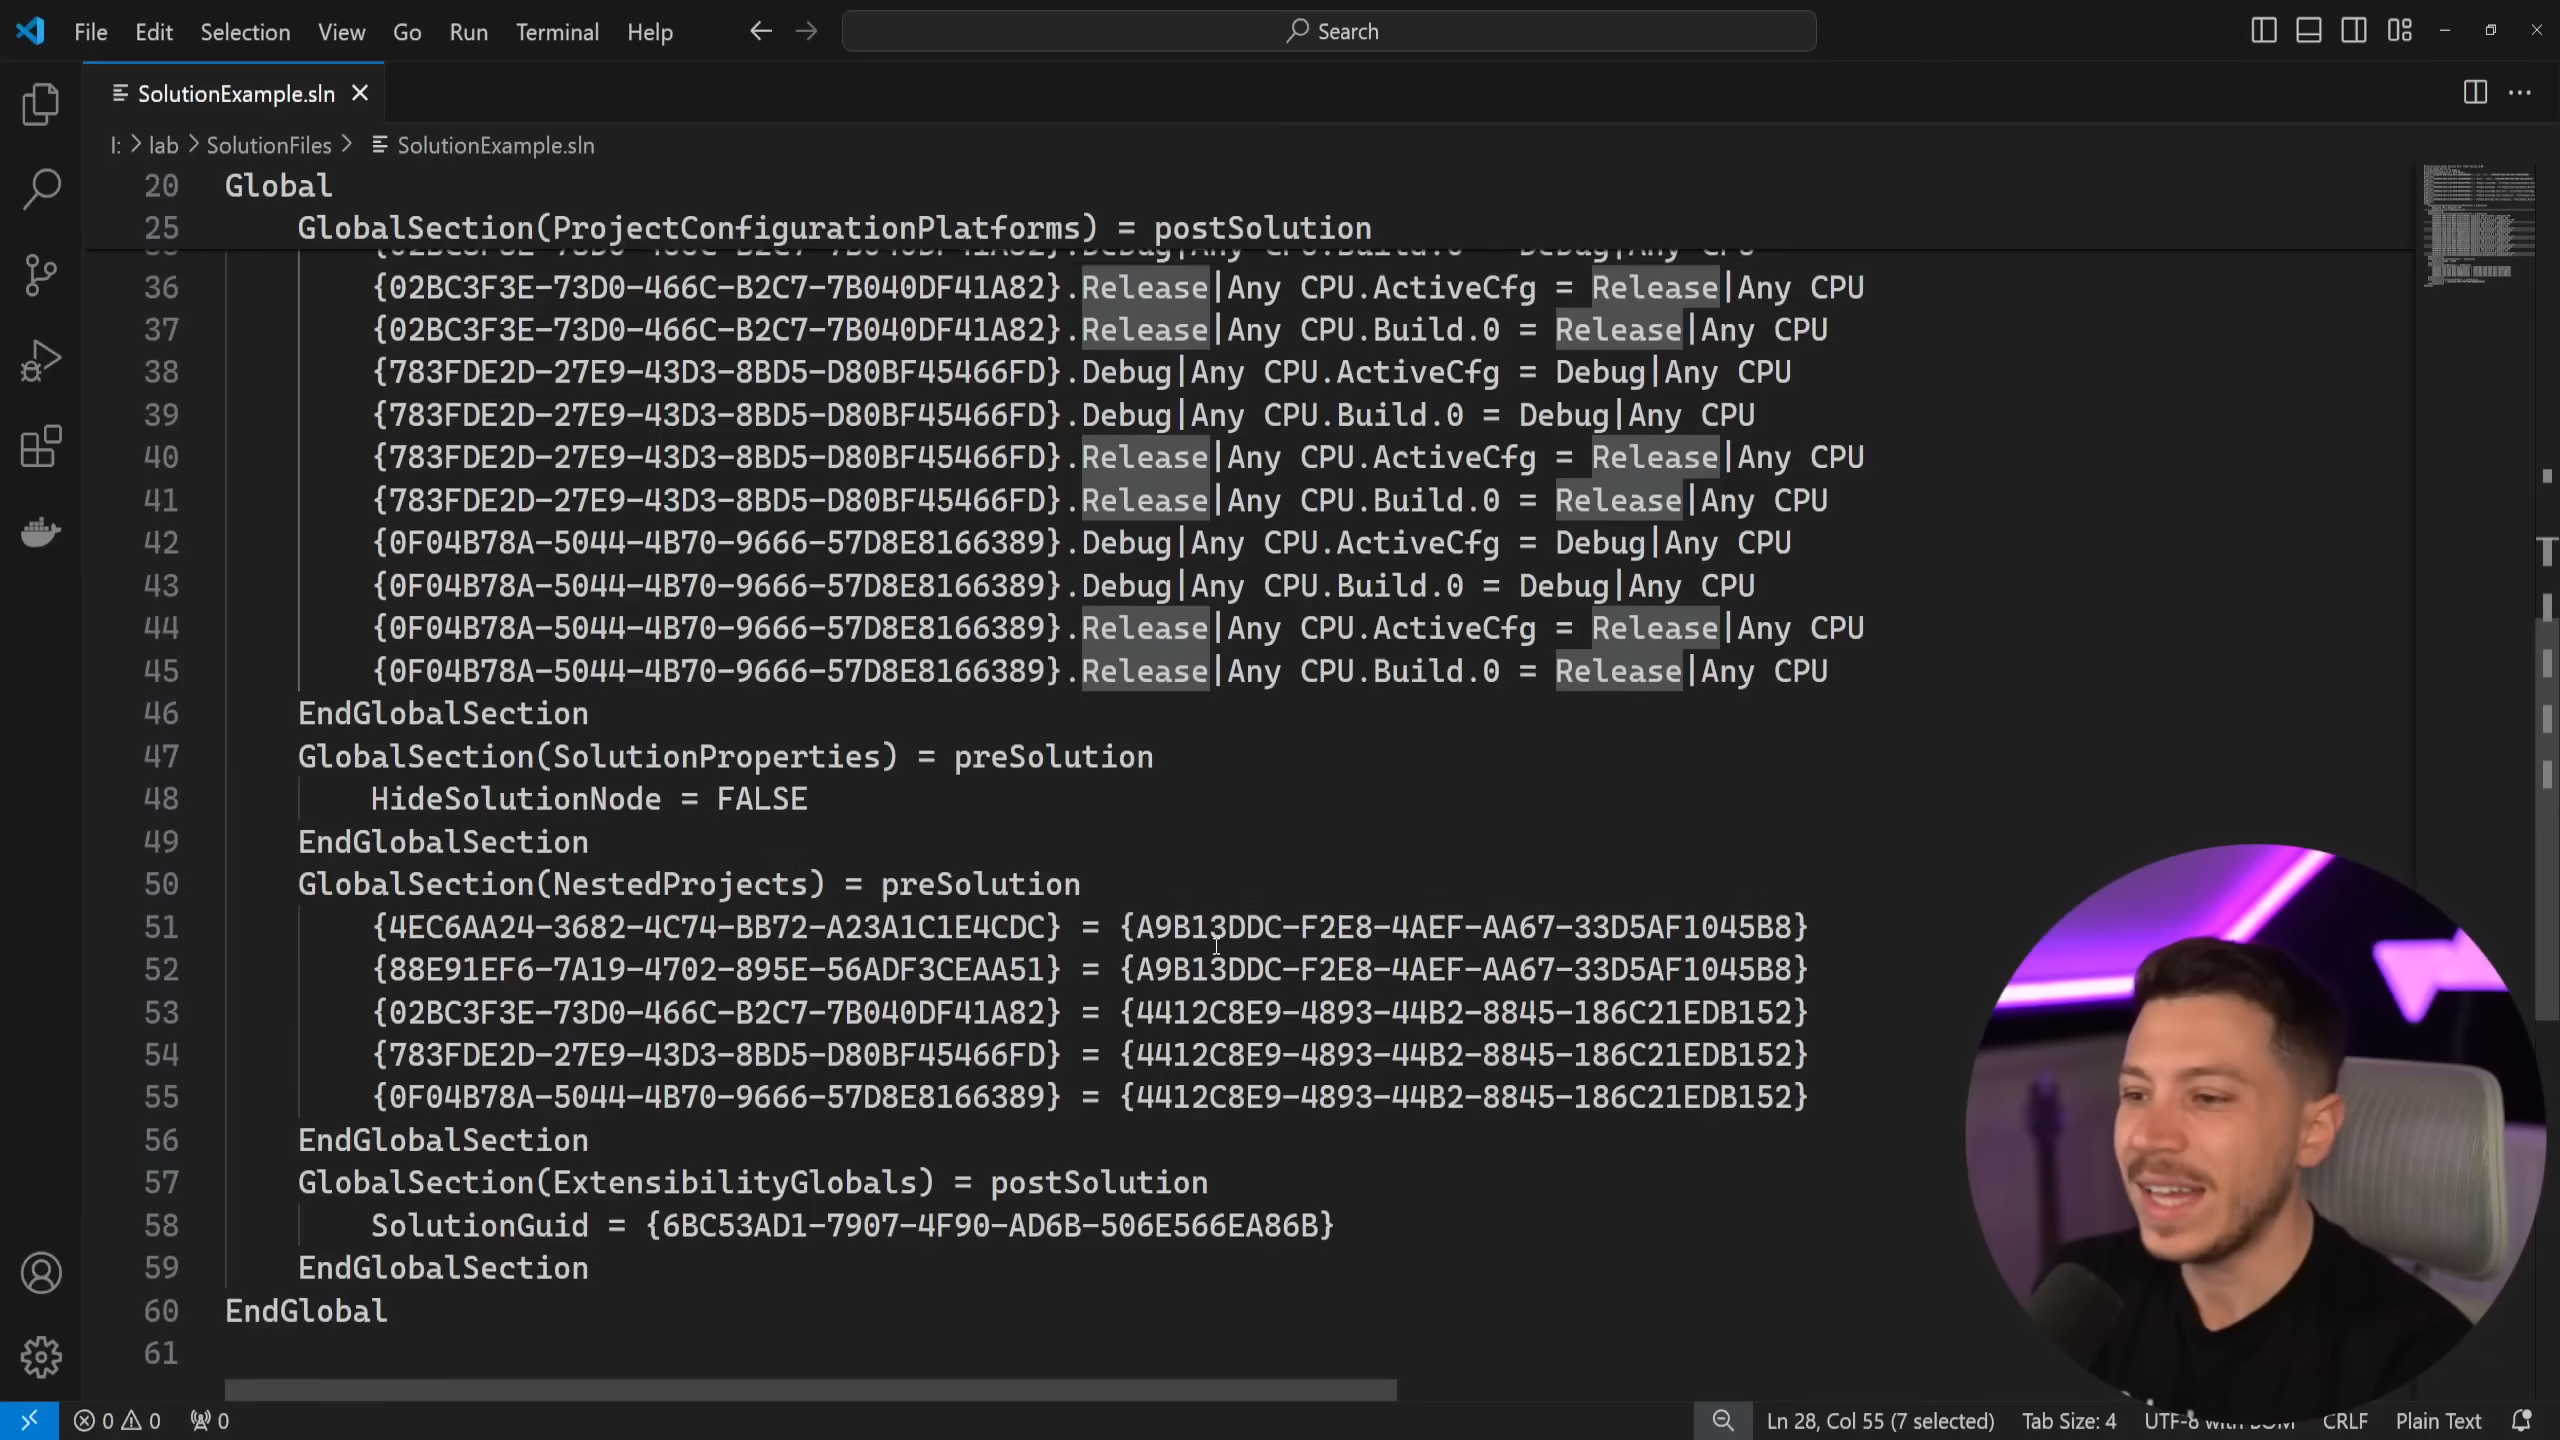 File Edit Selection View Go Run Terminal Help
Search
SolutionExample.sln
I: > lab > SolutionFiles > SolutionExample.sln
20 Global
25 GlobalSection(ProjectConfigurationPlatforms) = postSolution
36 {02BC3F3E-73D0-466C-B2C7-7B040DF41A82}.Release|Any CPU.ActiveCfg = Release|Any CPU
37 {02BC3F3E-73D0-466C-B2C7-7B040DF41A82}.Release|Any CPU.Build.0 = Release|Any CPU
38 {783FDE2D-27E9-43D3-8BD5-D80BF45466FD}.Debug|Any CPU.ActiveCfg = Debug|Any CPU
39 {783FDE2D-27E9-43D3-8BD5-D80BF45466FD}.Debug|Any CPU.Build.0 = Debug|Any CPU
40 {783FDE2D-27E9-43D3-8BD5-D80BF45466FD}.Release|Any CPU.ActiveCfg = Release|Any CPU
41 {783FDE2D-27E9-43D3-8BD5-D80BF45466FD}.Release|Any CPU.Build.0 = Release|Any CPU
42 {0F04B78A-5044-4B70-9666-57D8E8166389}.Debug|Any CPU.ActiveCfg = Debug|Any CPU
43 {0F04B78A-5044-4B70-9666-57D8E8166389}.Debug|Any CPU.Build.0 = Debug|Any CPU
44 {0F04B78A-5044-4B70-9666-57D8E8166389}.Release|Any CPU.ActiveCfg = Release|Any CPU
45 {0F04B78A-5044-4B70-9666-57D8E8166389}.Release|Any CPU.Build.0 = Release|Any CPU
46 EndGlobalSection
47 GlobalSection(SolutionProperties) = preSolution
48 HideSolutionNode = FALSE
49 EndGlobalSection
50 GlobalSection(NestedProjects) = preSolution
51 {4EC6AA24-3682-4C74-BB72-A23A1C1E4CDC} = {A9B13DDC-F2E8-4AEF-AA67-33D5AF1045B8}
52 {88E91EF6-7A19-4702-895E-56ADF3CEAA51} = {A9B13DDC-F2E8-4AEF-AA67-33D5AF1045B8}
53 {02BC3F3E-73D0-466C-B2C7-7B040DF41A82} = {4412C8E9-4893-44B2-8845-186C21EDB152}
54 {783FDE2D-27E9-43D3-8BD5-D80BF45466FD} = {4412C8E9-4893-44B2-8845-186C21EDB152}
55 {0F04B78A-5044-4B70-9666-57D8E8166389} = {4412C8E9-4893-44B2-8845-186C21EDB152}
56 EndGlobalSection
57 GlobalSection(ExtensibilityGlobals) = postSolution
58 SolutionGuid = {6BC53AD1-7907-4F90-AD6B-506E566EA86B}
59 EndGlobalSection
60 EndGlobal
61
0 0 0 Ln 28, Col 55 (7 selected) Tab Size: 4 UTF-8 with BOM CRLF Plain Text